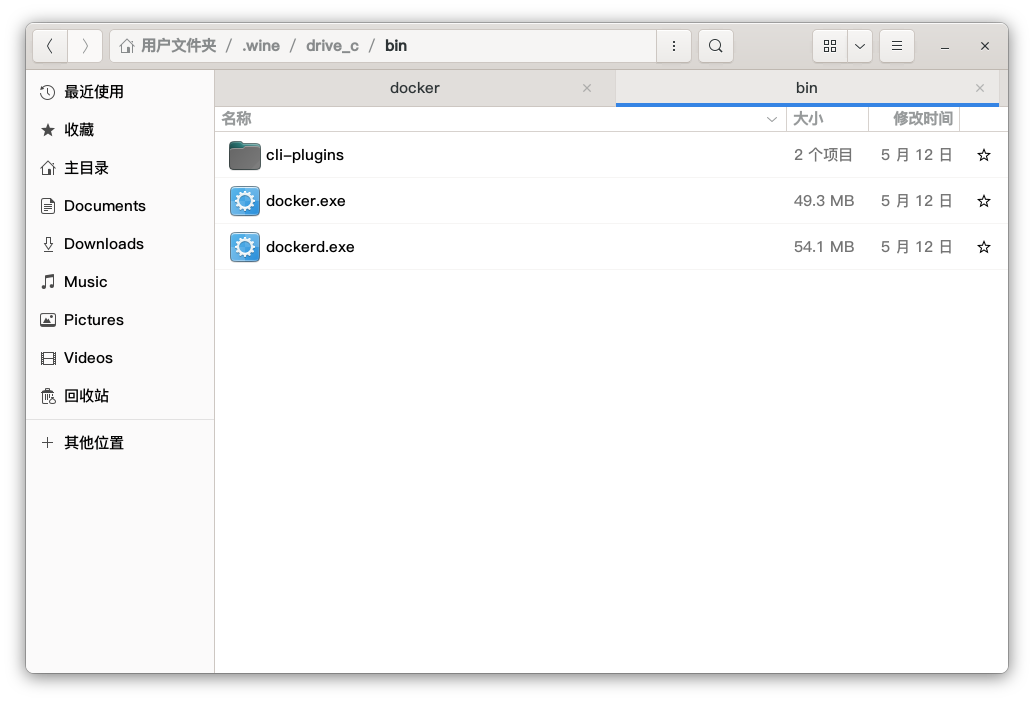 用户文件夹 / .wine / drive_c / bin
docker
bin
名称 大小 修改时间
最近使用
收藏
主目录
Documents
Downloads
Music
Pictures
Videos
回收站
其他位置
cli-plugins 2 个项目 5 月 12 日
docker.exe 49.3 MB 5 月 12 日
dockerd.exe 54.1 MB 5 月 12 日